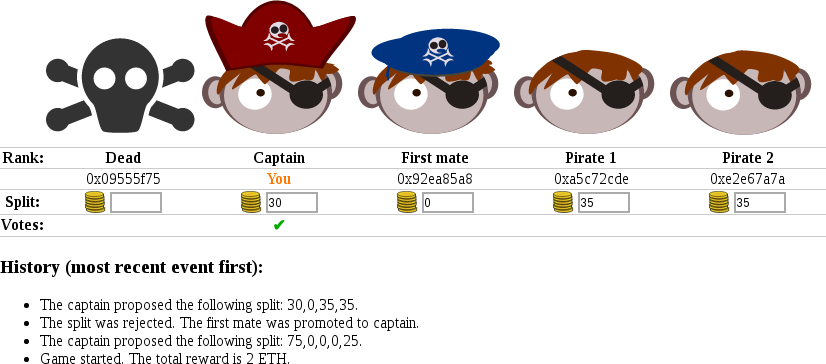 Rank: Dead Captain First mate Pirate 1 Pirate 2
0x09555f75 You 0x92ea85a8 0xa5c72cde 0xe2e67a7a
Split: 30 0 35 35
Votes: ✔
History (most recent event first):
• The captain proposed the following split: 30,0,35,35.
• The split was rejected. The first mate was promoted to captain.
• The captain proposed the following split: 75,0,0,0,25.
• Game started. The total reward is 2 ETH.